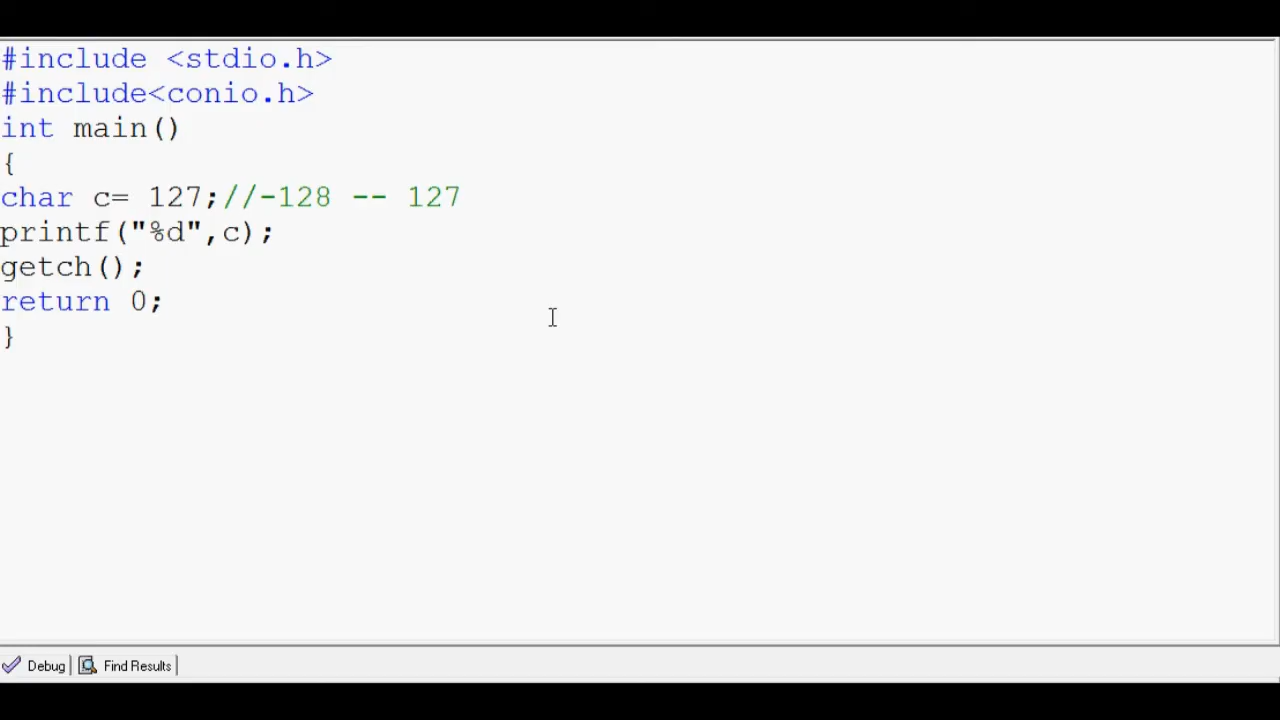 #include <stdio.h>
#include<conio.h>
int main()
{
char c= 127;//-128 -- 127
printf("%d",c);
getch();
return 0;
}
Debug
Find Results